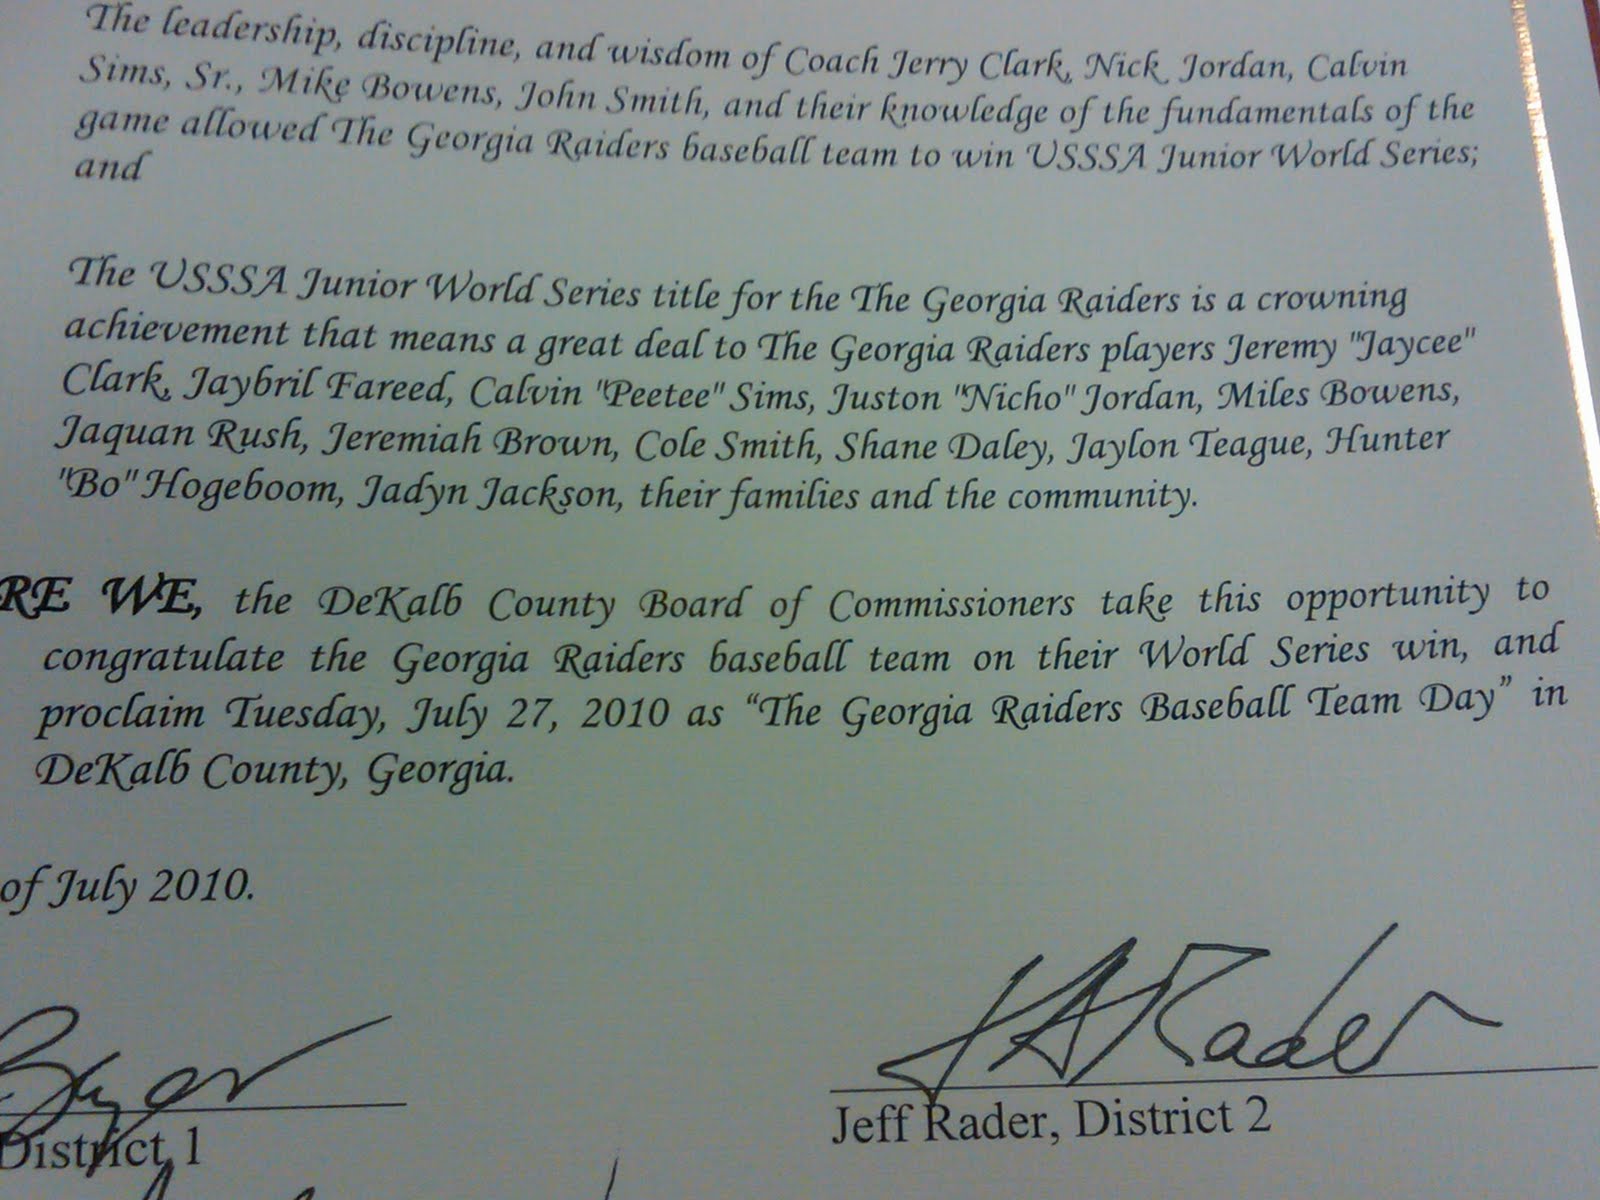 The leadership, discipline, and wisdom of Coach Jerry Clark, Nick Jordan, Calvin
Sims, Sr., Mike Bowens, John Smith, and their knowledge of the fundamentals of the
game allowed The Georgia Raiders baseball team to win USSSA Junior World Series;
and
The USSSA Junior World Series title for the The Georgia Raiders is a crowning
achievement that means a great deal to The Georgia Raiders players Jeremy "Jaycee"
Clark, Jaybril Fareed, Calvin "Peetee" Sims, Juston "Nicho" Jordan, Miles Bowens,
Jaquan Rush, Jeremiah Brown, Cole Smith, Shane Daley, Jaylon Teague, Hunter
"Bo" Hogeboom, Jadyn Jackson, their families and the community.
RE WE, the DeKalb County Board of Commissioners take this opportunity to
congratulate the Georgia Raiders baseball team on their World Series win, and
proclaim Tuesday, July 27, 2010 as “The Georgia Raiders Baseball Team Day” in
DeKalb County, Georgia.
of July 2010.
Rader
Jeff Rader, District 2
District 1